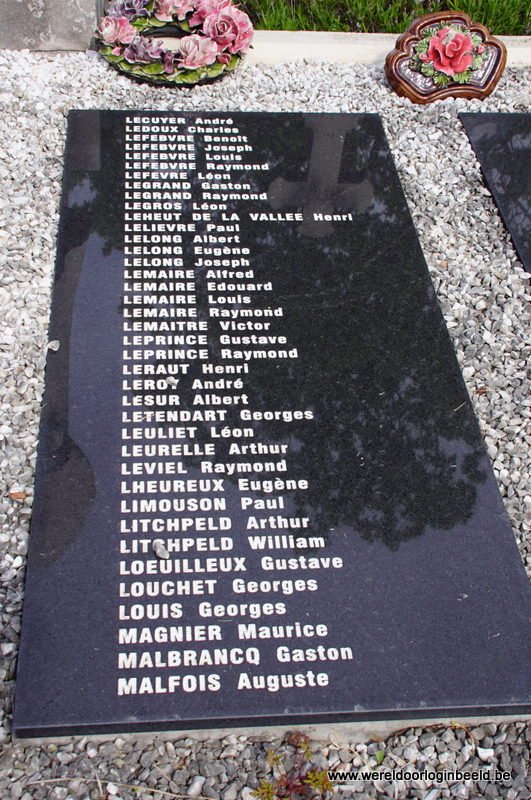 LECUYER André
LEDOUX Charles
LEFEBVRE Benoit
LEFEBVRE Joseph
LEFEBVRE Louis
LEFEBVRE Raymond
LEFEVRE Léon
LEGRAND Gaston
LEGRAND Raymond
LEGROS Léon
LEHEUT DE LA VALLEE Henri
LELIEVRE Paul
LELONG Albert
LELONG Eugène
LELONG Joseph
LEMAIRE Alfred
LEMAIRE Edouard
LEMAIRE Louis
LEMAIRE Raymond
LEMAITRE Victor
LEPRINCE Gustave
LEPRINCE Raymond
LERAUT Henri
LEROY André
LESUR Albert
LETENDART Georges
LEULIET Léon
LEURELLE Arthur
LEVIEL Raymond
LHEUREUX Eugène
LIMOUSON Paul
LITCHPELD Arthur
LITCHPELD William
LOEUILLEUX Gustave
LOUCHET Georges
LOUIS Georges
MAGNIER Maurice
MALBRANCQ Gaston
MALFOIS Auguste
www.wereldoorloginbeeld.be